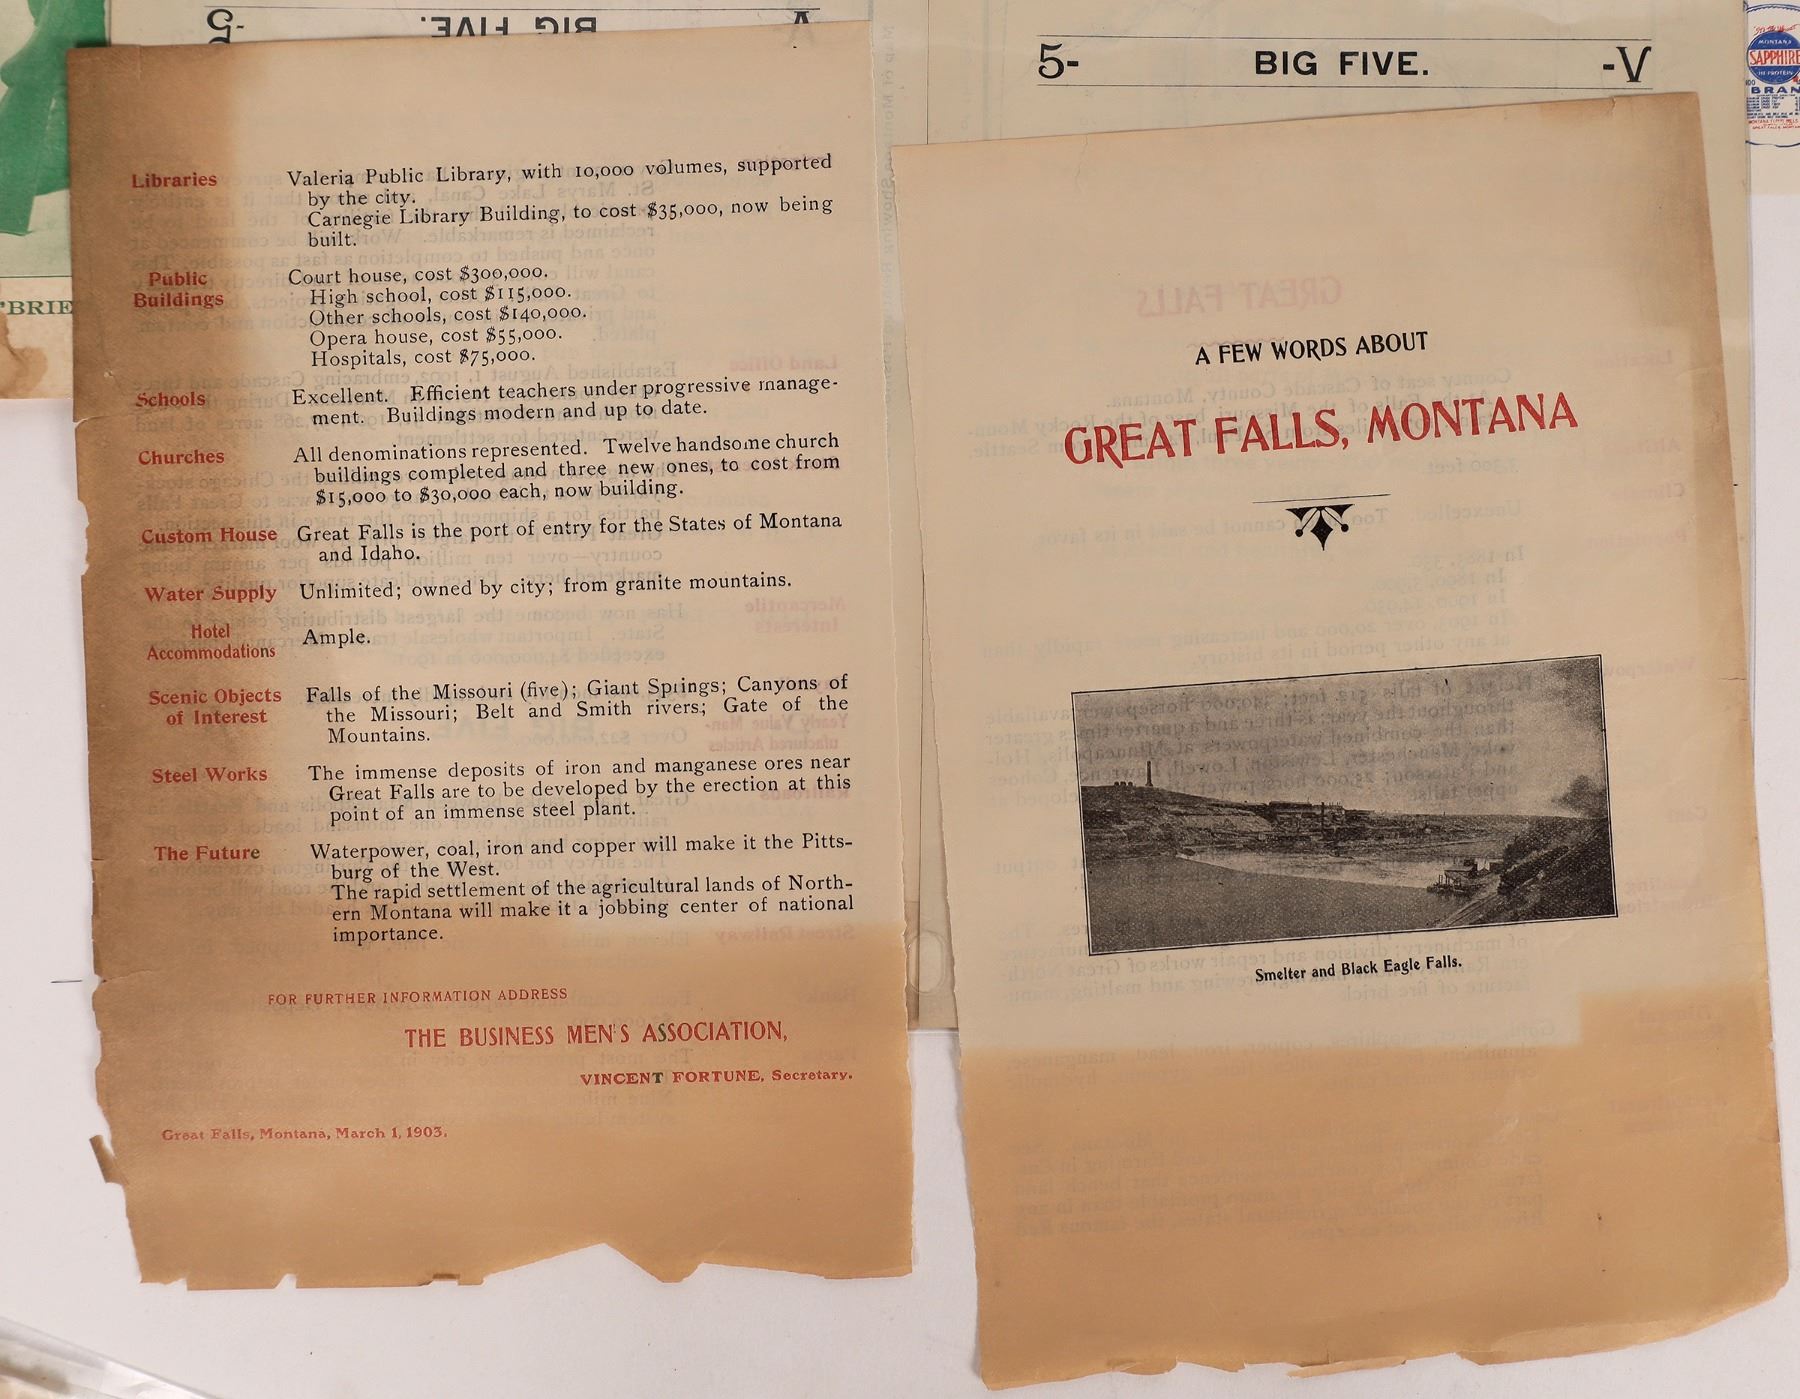 5-
BIG FIVE.
-V
5-
BIG FIVE.
-V
'BRIE
MONTANA
SAPPHIRE
HI-PROTEIN
BRAN
Libraries
Valeria Public Library, with 10,000 volumes, supported
by the city.
Carnegie Library Building, to cost $35,000, now being
built.
Public
Buildings
Court house, cost $300,000.
High school, cost $115,000.
Other schools, cost $140,000.
Opera house, cost $55,000.
Hospitals, cost $75,000.
Schools
Excellent. Efficient teachers under progressive manage-
ment. Buildings modern and up to date.
Churches
All denominations represented. Twelve handsome church
buildings completed and three new ones, to cost from
$15,000 to $30,000 each, now building.
Custom House
Great Falls is the port of entry for the States of Montana
and Idaho.
Water Supply
Unlimited; owned by city; from granite mountains.
Hotel
Accommodations
Ample.
Scenic Objects
of Interest
Falls of the Missouri (five); Giant Springs; Canyons of
the Missouri; Belt and Smith rivers; Gate of the
Mountains.
Steel Works
The immense deposits of iron and manganese ores near
Great Falls are to be developed by the erection at this
point of an immense steel plant.
The Future
Waterpower, coal, iron and copper will make it the Pitts-
burg of the West.
The rapid settlement of the agricultural lands of North-
ern Montana will make it a jobbing center of national
importance.
FOR FURTHER INFORMATION ADDRESS
THE BUSINESS MEN'S ASSOCIATION,
VINCENT FORTUNE, Secretary.
Great Falls, Montana, March 1, 1903.
A FEW WORDS ABOUT
GREAT FALLS, MONTANA
Smelter and Black Eagle Falls.